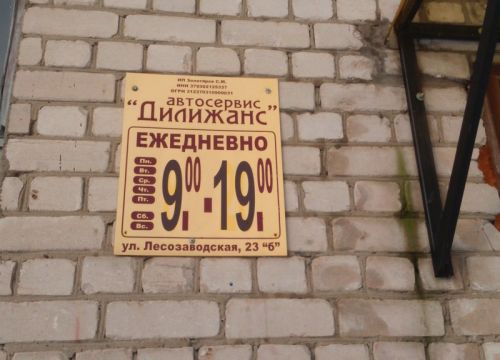 автосервис
"Дилижанс"
ЕЖЕДНЕВНО
Пн.
Вт.
Ср.
Чт.
Пт.
Сб.
Вс.
9.00 - 19.00
ул. Лесозаводская, 23 "б"